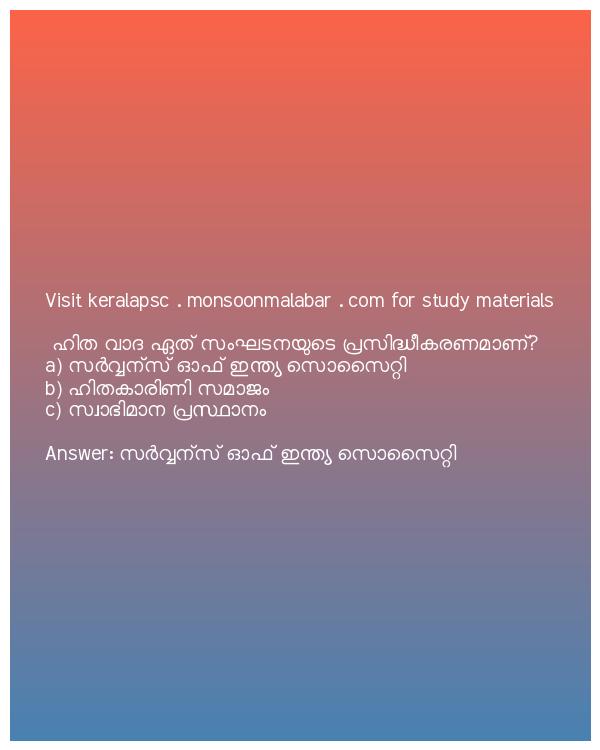 Visit keralapsc . monsoonmalabar . com for study materials
ഹിത വാദ ഏത് സംഘടനയുടെ പ്രസിദ്ധീകരണമാണ്?
a) സർവ്വന്സ് ഓഫ് ഇന്ത്യ സൊസൈറ്റി
b) ഹിതകാരിണി സമാജം
c) സ്വാഭിമാന പ്രസ്ഥാനം
Answer: സർവ്വന്സ് ഓഫ് ഇന്ത്യ സൊസൈറ്റി